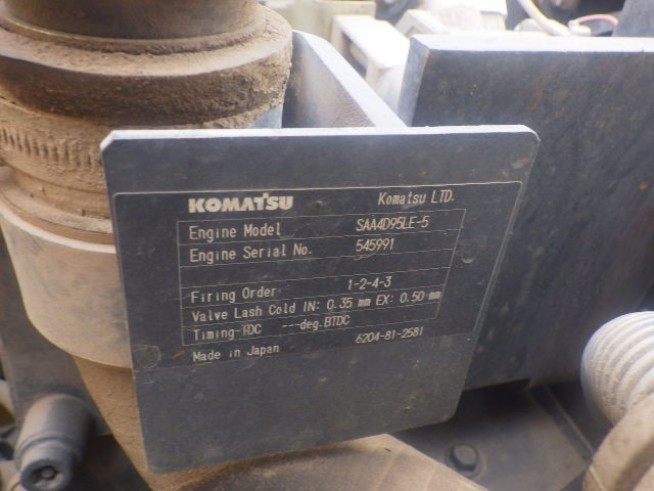 KOMATSU Komatsu LTD.
Engine Model SAA4D95LE-5
Engine Serial No. 545991
Firing Order 1-2-4-3
Valve Lash Cold IN: 0.35 mm EX: 0.50 mm
Timing-TDC ---deg.BTDC
Made in Japan 6204-81-2581